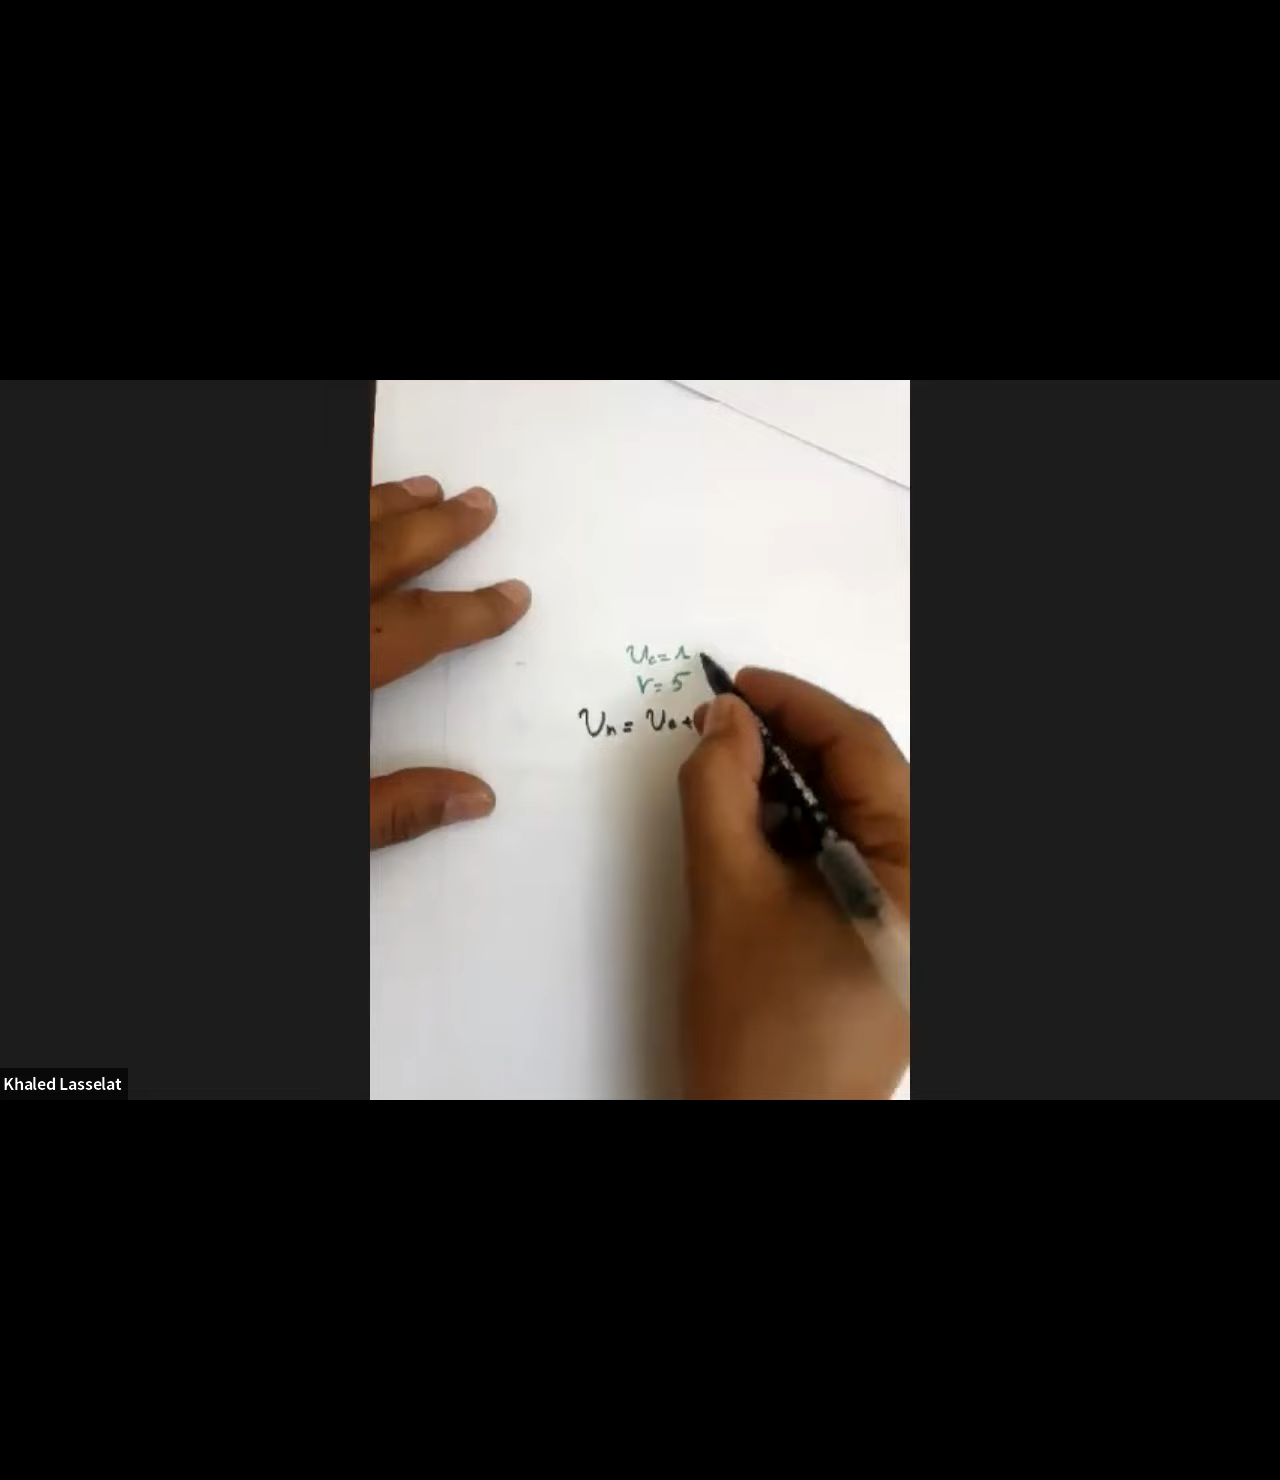 U₀=1
r=5
Uₙ = U₀+
Khaled Lasselat